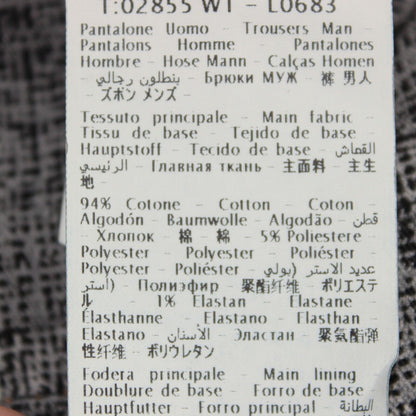 T:02855 WT - L0683
Pantalone Uomo - Trousers Man -
Pantalons Homme - Pantalones
Hombre - Hose Mann - Calças Homen
- بنطلون رجالي - Брюки МУЖ - 裤 男人
- ズボン メンズ -
Tessuto principale - Main fabric -
Tissu de base - Tejido de base -
Hauptstoff - Tecido de base - القماش
الرئيسي - Главная ткань - 主面料 - 主生
地 -
94% Cotone - Cotton - Coton -
Algodón - Baumwolle - Algodão - قطن
- Хлопок - 棉 - 綿 - 5% Poliestere -
Polyester - Polyester - Poliéster -
Polyester - Poliéster - عديد الاستر (بولي
استر) - Полиэфир - 聚酯纤维 - ポリエステ
ル - 1% Elastan - Elastane -
Élasthanne - Elastano - Elasthan -
Elastano - الأستان - Эластан - 聚氨酯弹
性纤维 - ポリウレタン
Fodera principale - Main lining -
Doublure de base - Forro de base -
Hauptfutter - Forro principal - البطانة